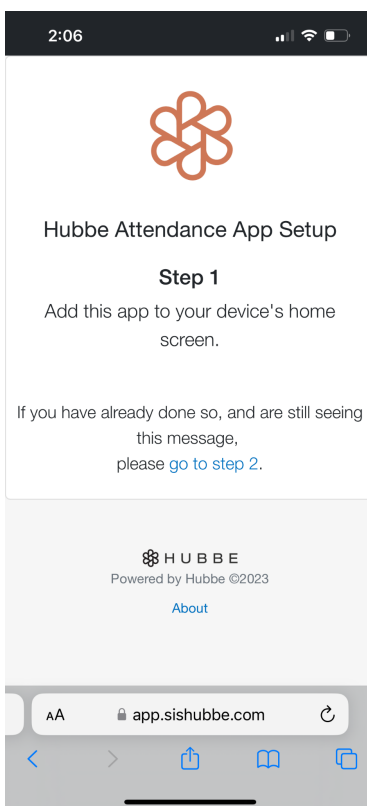 2:06
Hubbe Attendance App Setup
Step 1
Add this app to your device's home
screen.
If you have already done so, and are still seeing
this message,
please go to step 2.
HUBBE
Powered by Hubbe ©2023
About
AA app.sishubbe.com